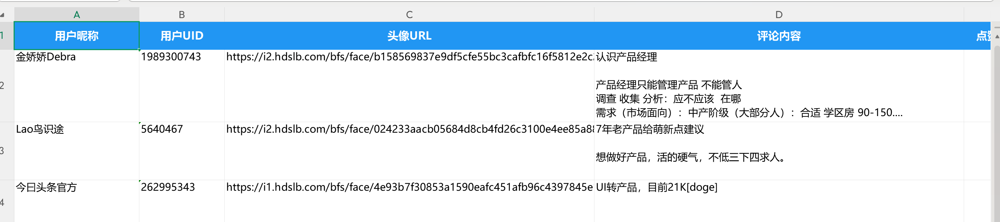 A B C D
1 用户昵称 用户UID 头像URL 评论内容
2 金娇娇Debra 1989300743 https://i2.hdslb.com/bfs/face/b158569837e9df5cfe55bc3cafbfc16f5812e2c 认识产品经理
产品经理只能管理产品 不能管人
调查 收集 分析：应不应该 在哪
需求（市场面向）：中产阶级（大部分人）：合适 学区房 90-150....
3 Lao鸟识途 5640467 https://i2.hdslb.com/bfs/face/024233aacb05684d8cb4fd26c3100e4ee85a8 7年老产品给萌新点建议
想做好产品，活的硬气，不低三下四求人。
4 今日头条官方 262995343 https://i1.hdslb.com/bfs/face/4e93b7f30853a1590eafc451afb96c4397845e UI转产品，目前21K[doge]